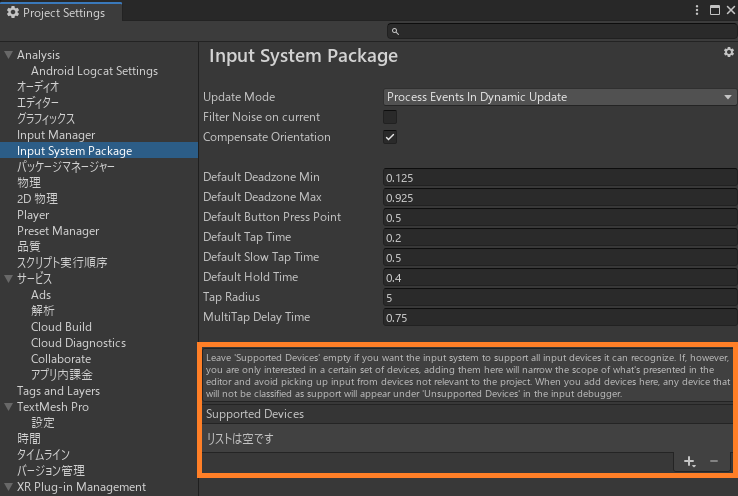 Project Settings
Analysis
Android Logcat Settings
オーディオ
エディター
グラフィックス
Input Manager
Input System Package
パッケージマネージャー
物理
2D 物理
Player
Preset Manager
品質
スクリプト実行順序
サービス
Ads
解析
Cloud Build
Cloud Diagnostics
Collaborate
アプリ内課金
Tags and Layers
TextMesh Pro
設定
時間
タイムライン
バージョン管理
XR Plug-in Management
Input System Package
Update Mode Process Events In Dynamic Update
Filter Noise on current
Compensate Orientation
Default Deadzone Min 0.125
Default Deadzone Max 0.925
Default Button Press Point 0.5
Default Tap Time 0.2
Default Slow Tap Time 0.5
Default Hold Time 0.4
Tap Radius 5
MultiTap Delay Time 0.75
Leave 'Supported Devices' empty if you want the input system to support all input devices it can recognize. If, however,
you are only interested in a certain set of devices, adding them here will narrow the scope of what's presented in the
editor and avoid picking up input from devices not relevant to the project. When you add devices here, any device that
will not be classified as support will appear under 'Unsupported Devices' in the input debugger.
Supported Devices
リストは空です